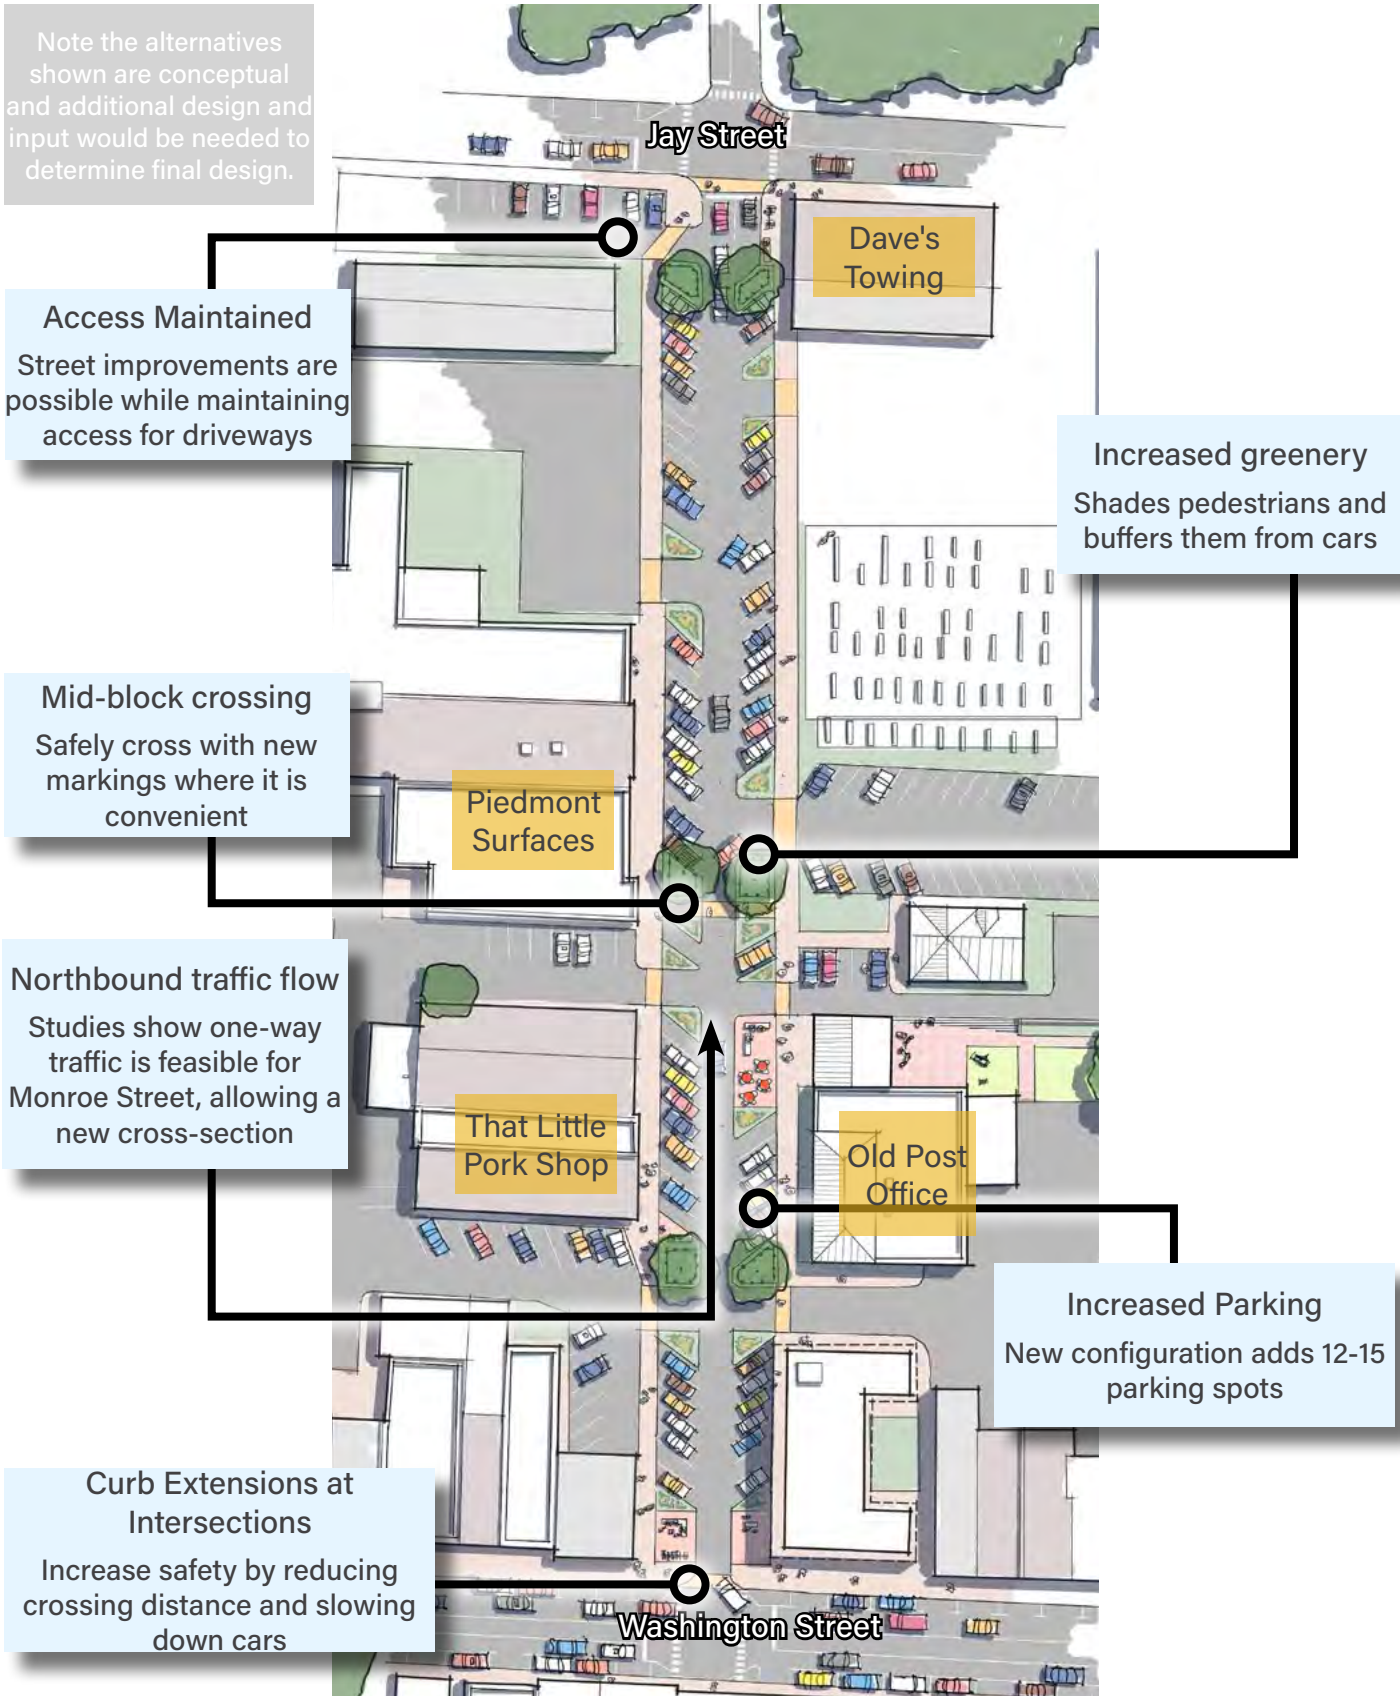 Note the alternatives
shown are conceptual
and additional design and
input would be needed to
determine final design.
Jay Street
Dave's
Towing
Access Maintained
Street improvements are
possible while maintaining
access for driveways
Increased greenery
Shades pedestrians and
buffers them from cars
Mid-block crossing
Safely cross with new
markings where it is
convenient
Piedmont
Surfaces
Northbound traffic flow
Studies show one-way
traffic is feasible for
Monroe Street, allowing a
new cross-section
That Little
Pork Shop
Old Post
Office
Increased Parking
New configuration adds 12-15
parking spots
Curb Extensions at
Intersections
Increase safety by reducing
crossing distance and slowing
down cars
Washington Street